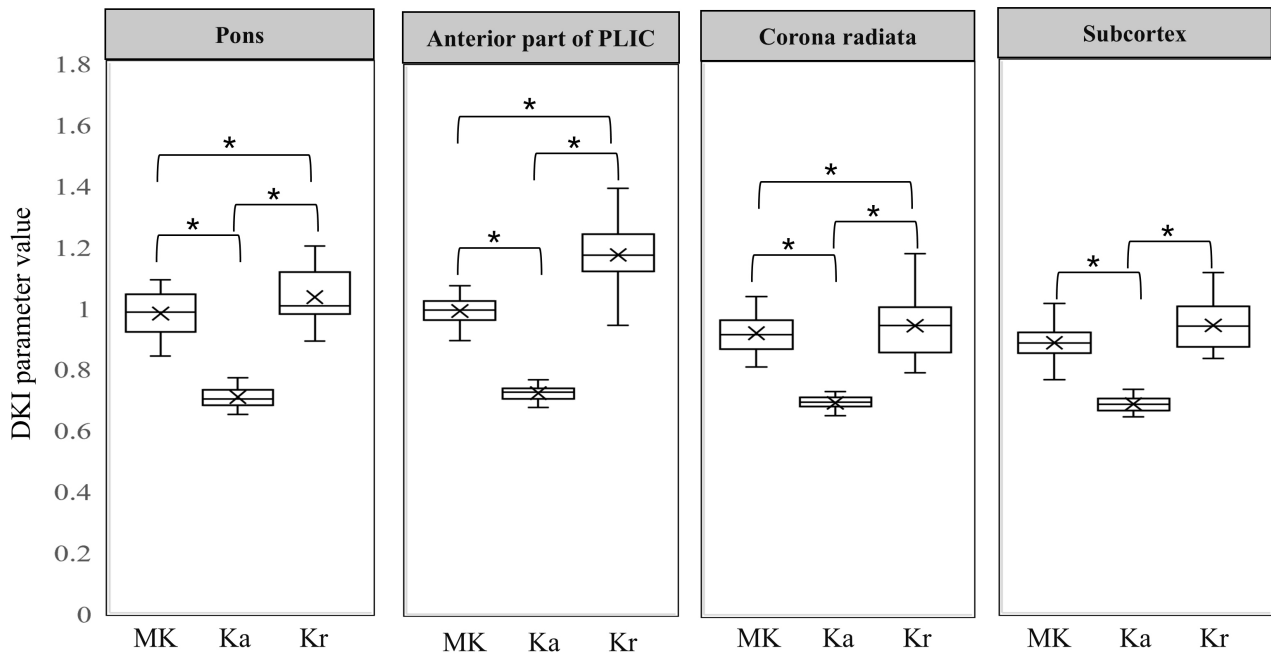 Pons
Anterior part of PLIC
Corona radiata
Subcortex
DKI parameter value
1.8
1.6
1.4
1.2
1
0.8
0.6
0.4
0.2
0
* * *
* * *
* * *
* *
MK Ka Kr
MK Ka Kr
MK Ka Kr
MK Ka Kr